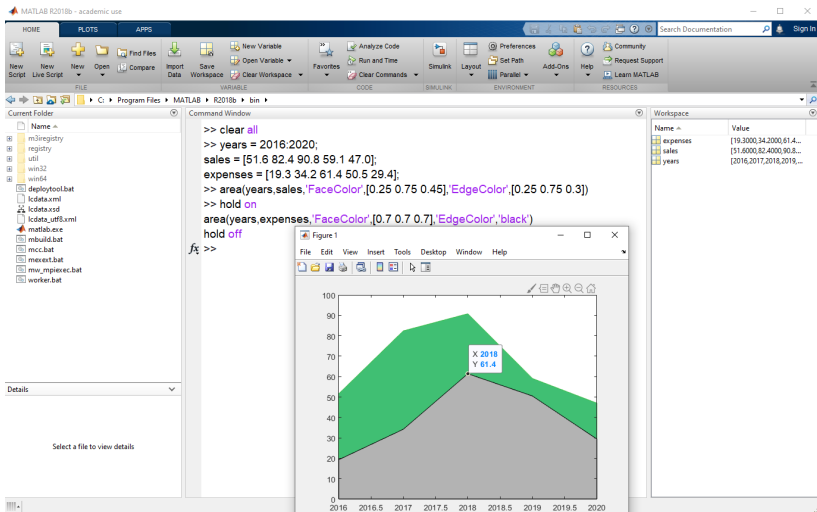 MATLAB R2018b - academic use
HOME PLOTS APPS
Search Documentation Sign In
New Script
New Live Script
New
Open
Find Files
Compare
Import Data
Save Workspace
New Variable
Open Variable
Clear Workspace
Favorites
Analyze Code
Run and Time
Clear Commands
Simulink
Layout
Preferences
Set Path
Parallel
Add-Ons
Help
Community
Request Support
Learn MATLAB
FILE VARIABLE CODE SIMULINK ENVIRONMENT RESOURCES
C: Program Files MATLAB R2018b bin
Current Folder
Name
m3iregistry
registry
util
win32
win64
deploytool.bat
lcdata.xml
lcdata.xsd
lcdata_utf8.xml
matlab.exe
mbuild.bat
mcc.bat
mexext.bat
mw_mpiexec.bat
worker.bat
Details
Select a file to view details
Command Window
>> clear all
>> years = 2016:2020;
sales = [51.6 82.4 90.8 59.1 47.0];
expenses = [19.3 34.2 61.4 50.5 29.4];
>> area(years,sales,'FaceColor',[0.25 0.75 0.45],'EdgeColor',[0.25 0.75 0.3])
>> hold on
area(years,expenses,'FaceColor',[0.7 0.7 0.7],'EdgeColor','black')
hold off
fx >>
Figure 1
File Edit View Insert Tools Desktop Window Help
100
90
80
70
60
50
40
30
20
10
0
X 2018
Y 61.4
2016 2016.5 2017 2017.5 2018 2018.5 2019 2019.5 2020
Workspace
Name Value
expenses [19.3000,34.2000,61.4...
sales [51.6000,82.4000,90.8...
years [2016,2017,2018,2019,...